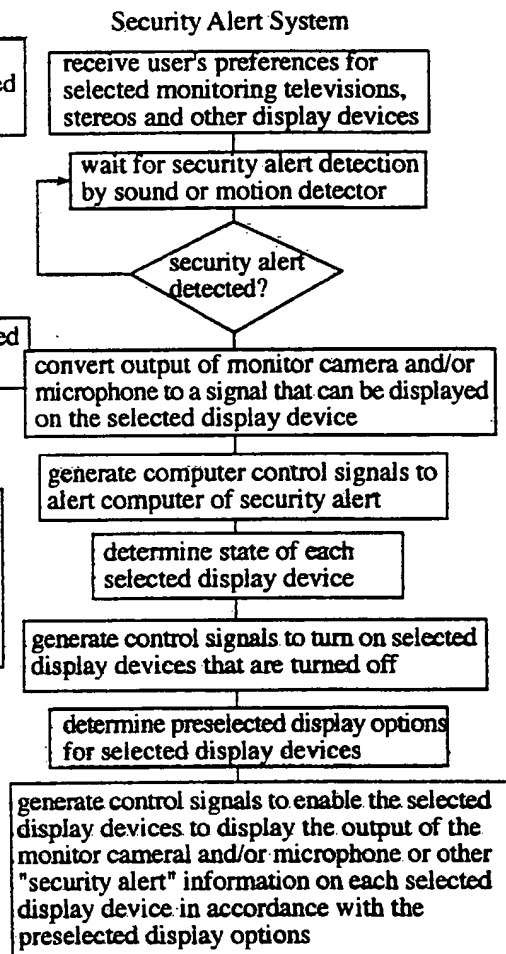 Security Alert System
ed
receive user's preferences for
selected monitoring televisions,
stereos and other display devices
wait for security alert detection
by sound or motion detector
security alert
detected?
ed
convert output of monitor camera and/or
microphone to a signal that can be displayed
on the selected display device
generate computer control signals to
alert computer of security alert
determine state of each
selected display device
generate control signals to turn on selected
display devices that are turned off
determine preselected display options
for selected display devices
generate control signals to enable the selected
display devices to display the output of the
monitor cameral and/or microphone or other
"security alert" information on each selected
display device in accordance with the
preselected display options